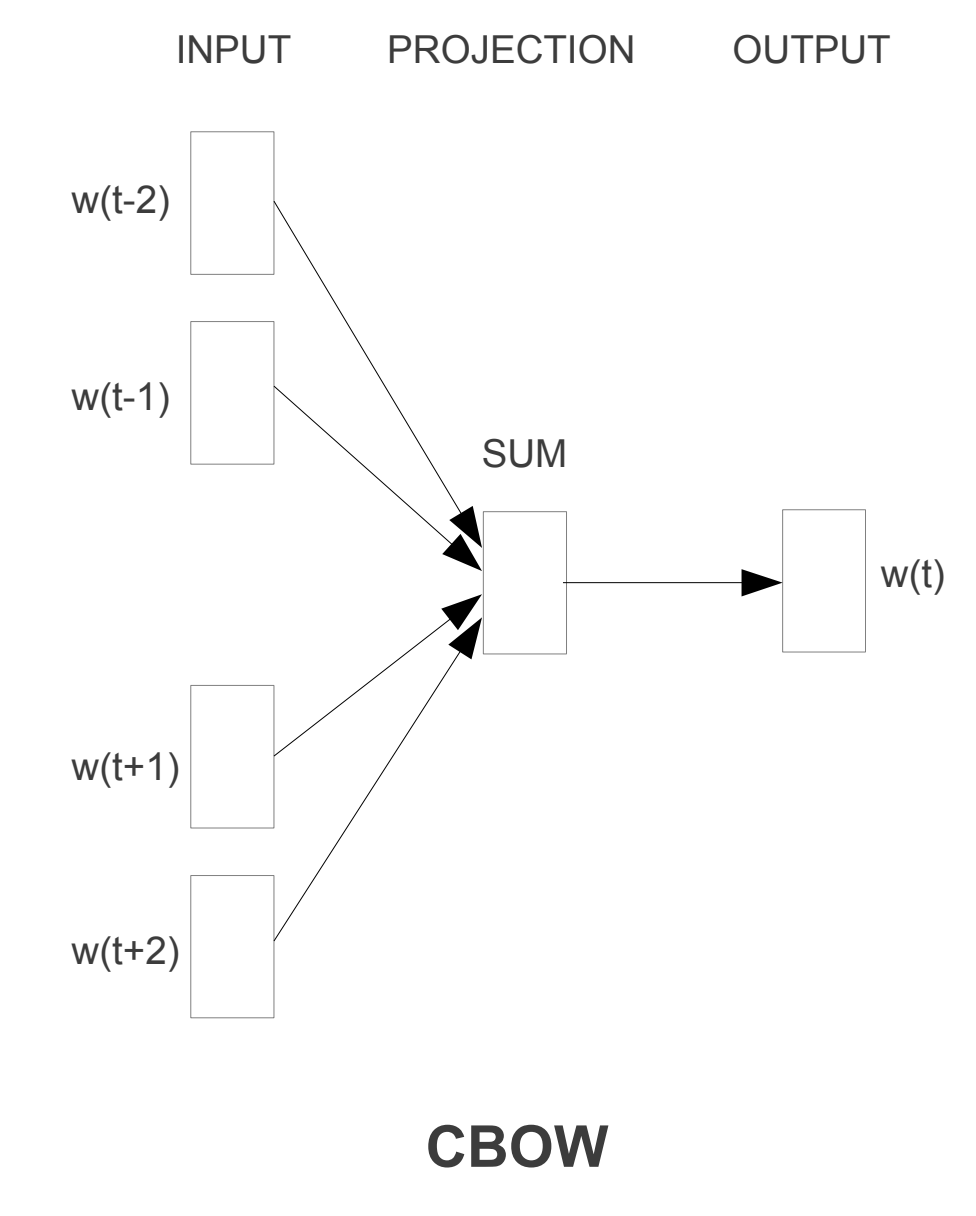 INPUT PROJECTION OUTPUT
w(t-2)
w(t-1)
SUM
w(t)
w(t+1)
w(t+2)
CBOW